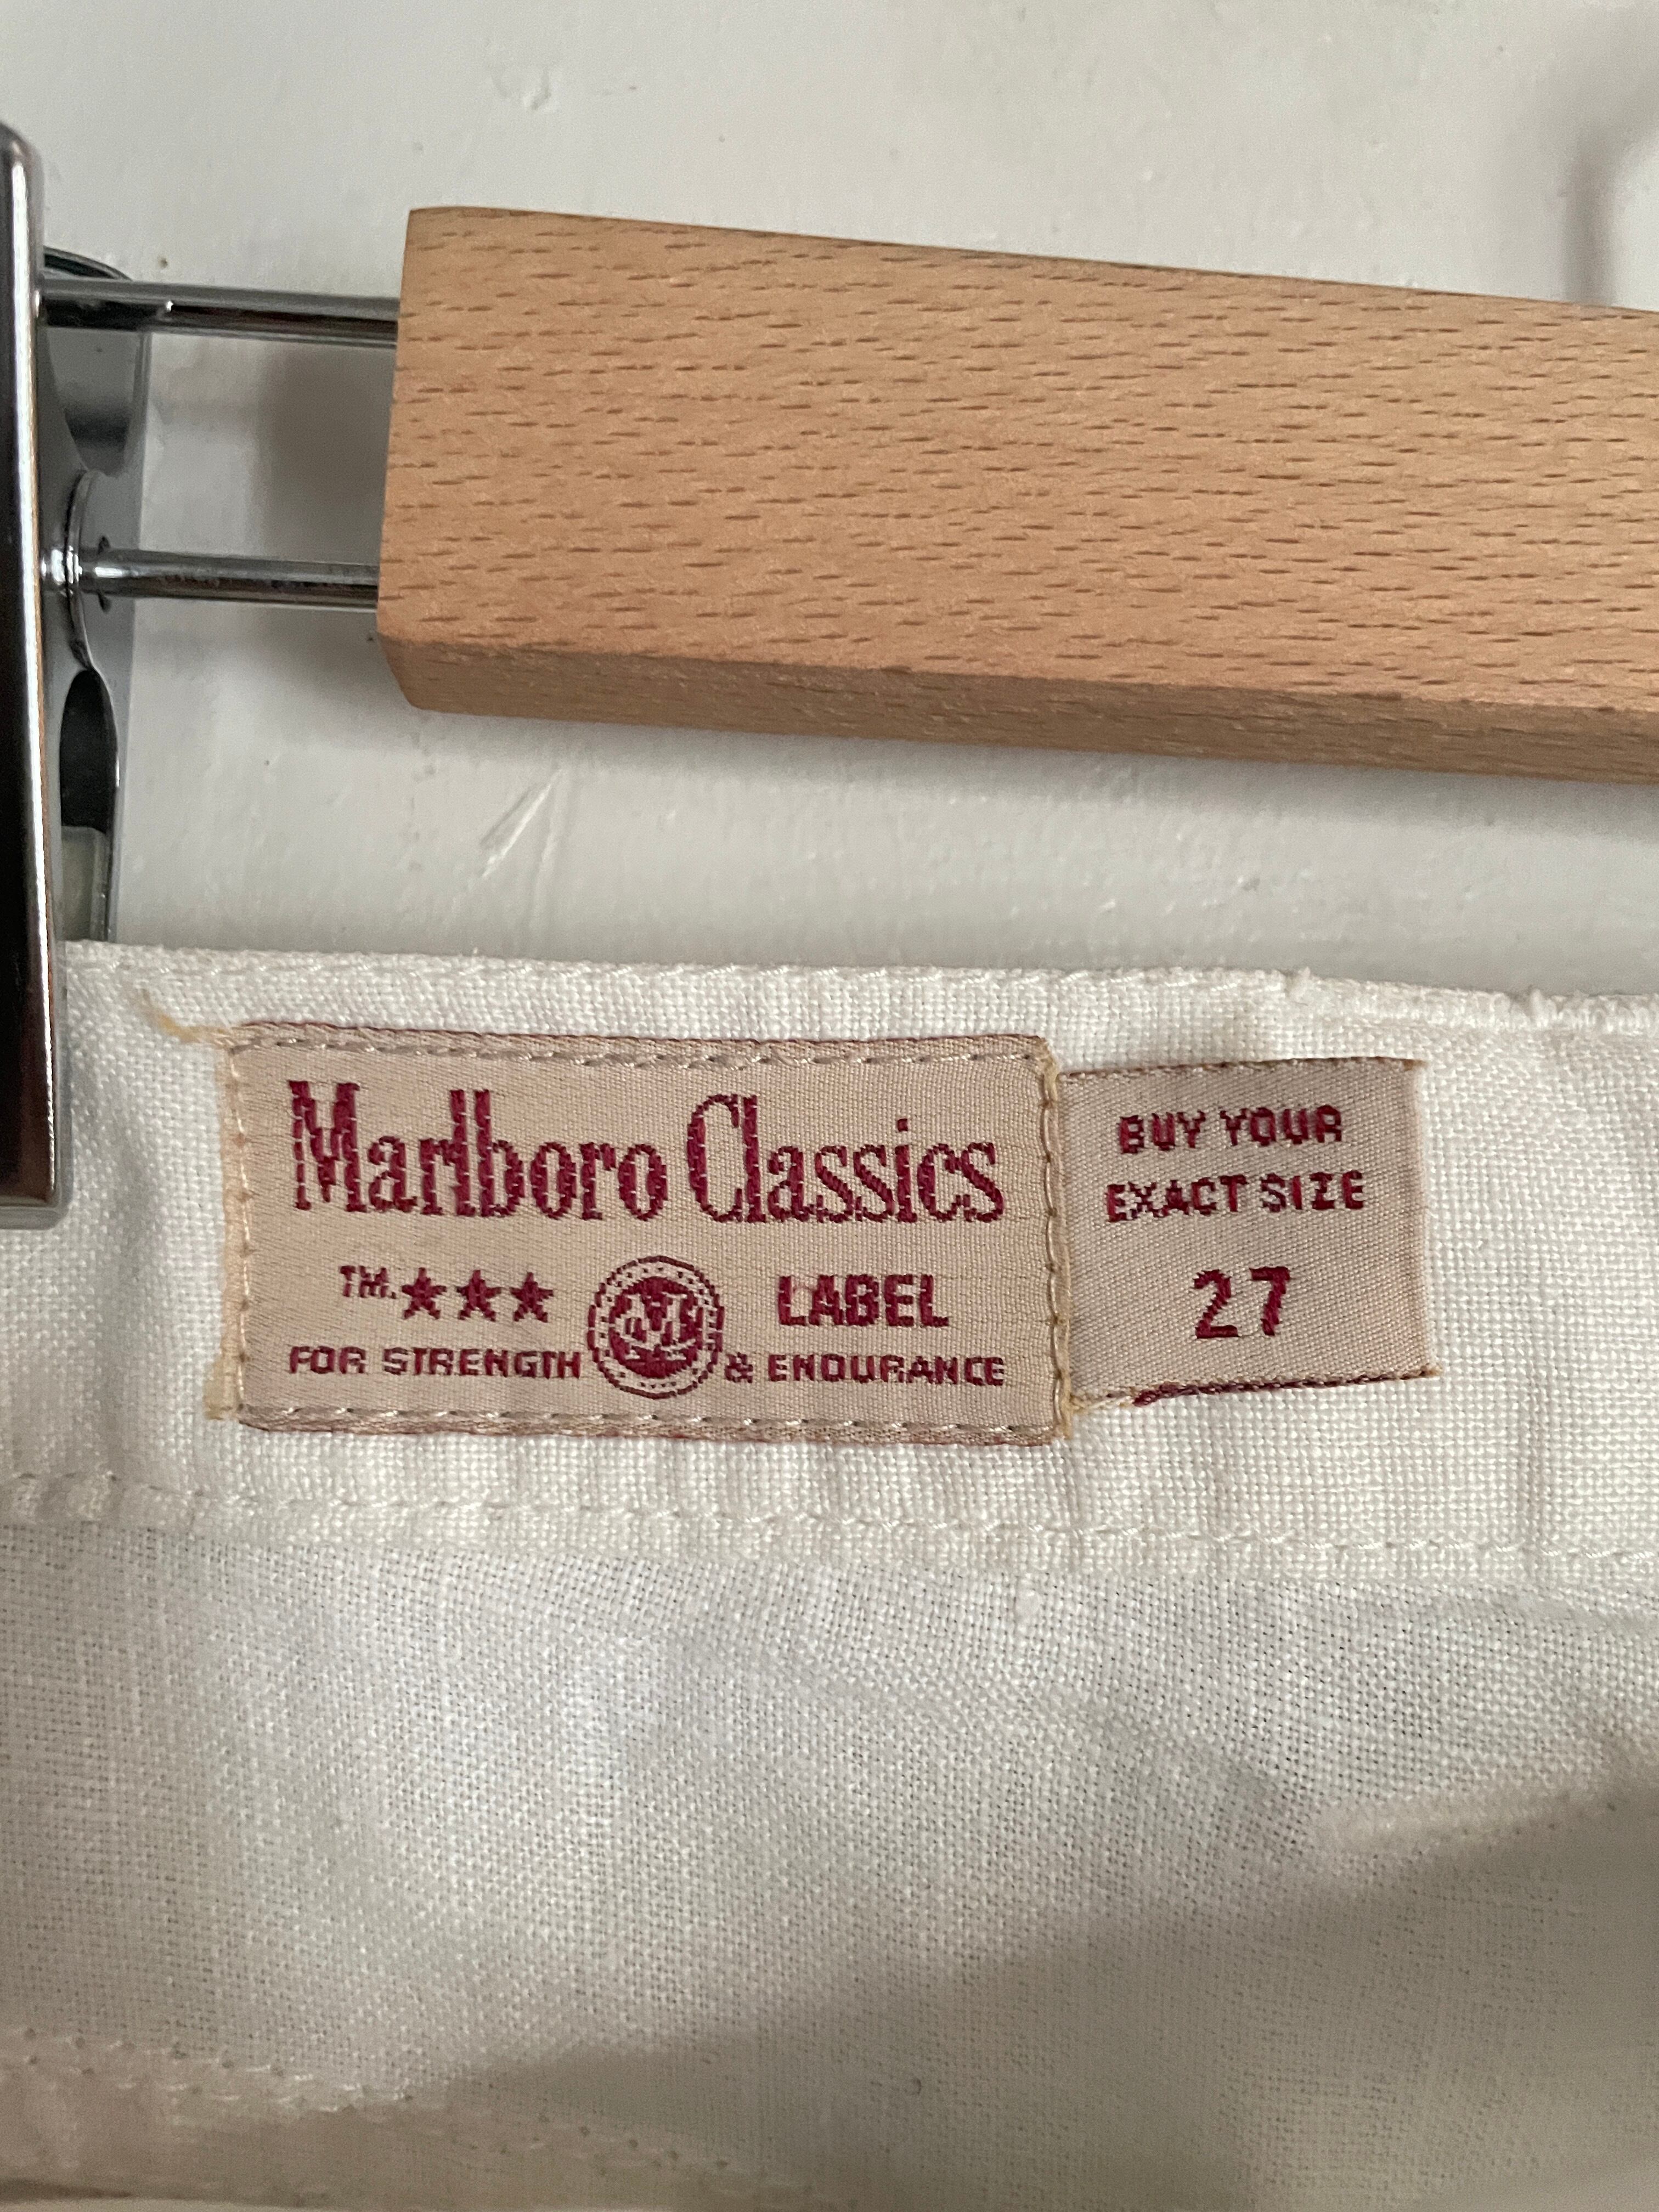 Marlboro Classics
TM. ★★★ LABEL
FOR STRENGTH & ENDURANCE
BUY YOUR
EXACT SIZE
27